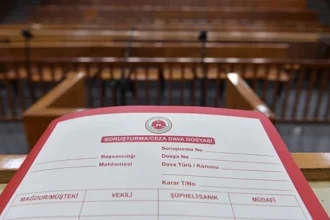 SORUŞTURMA/CEZA DAVA DOSYASI
Başsavcılığı
Mahkemesi
Soruşturma No
Dosya No
Dava Türü / Konusu
Karar T/No
MAĞDUR/MÜŞTEKİ VEKİLİ ŞÜPHELİ/SANIK MÜDAFİ